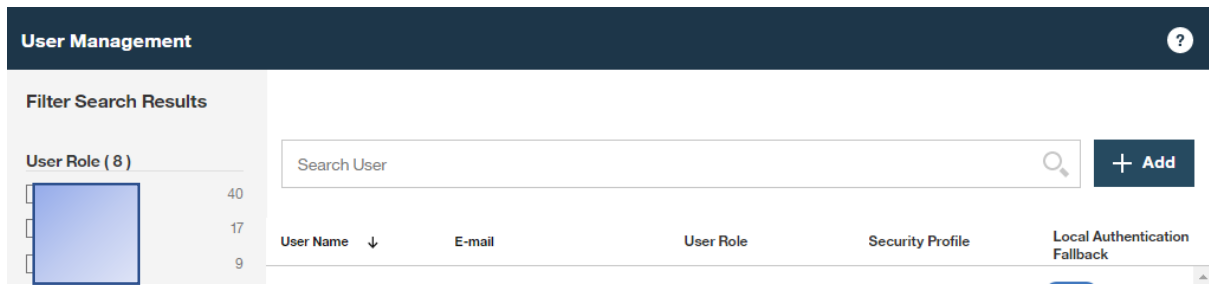 User Management
?
Filter Search Results
User Role ( 8 )
40
17
9
Search User
+ Add
User Name ↓ E-mail User Role Security Profile Local Authentication
Fallback